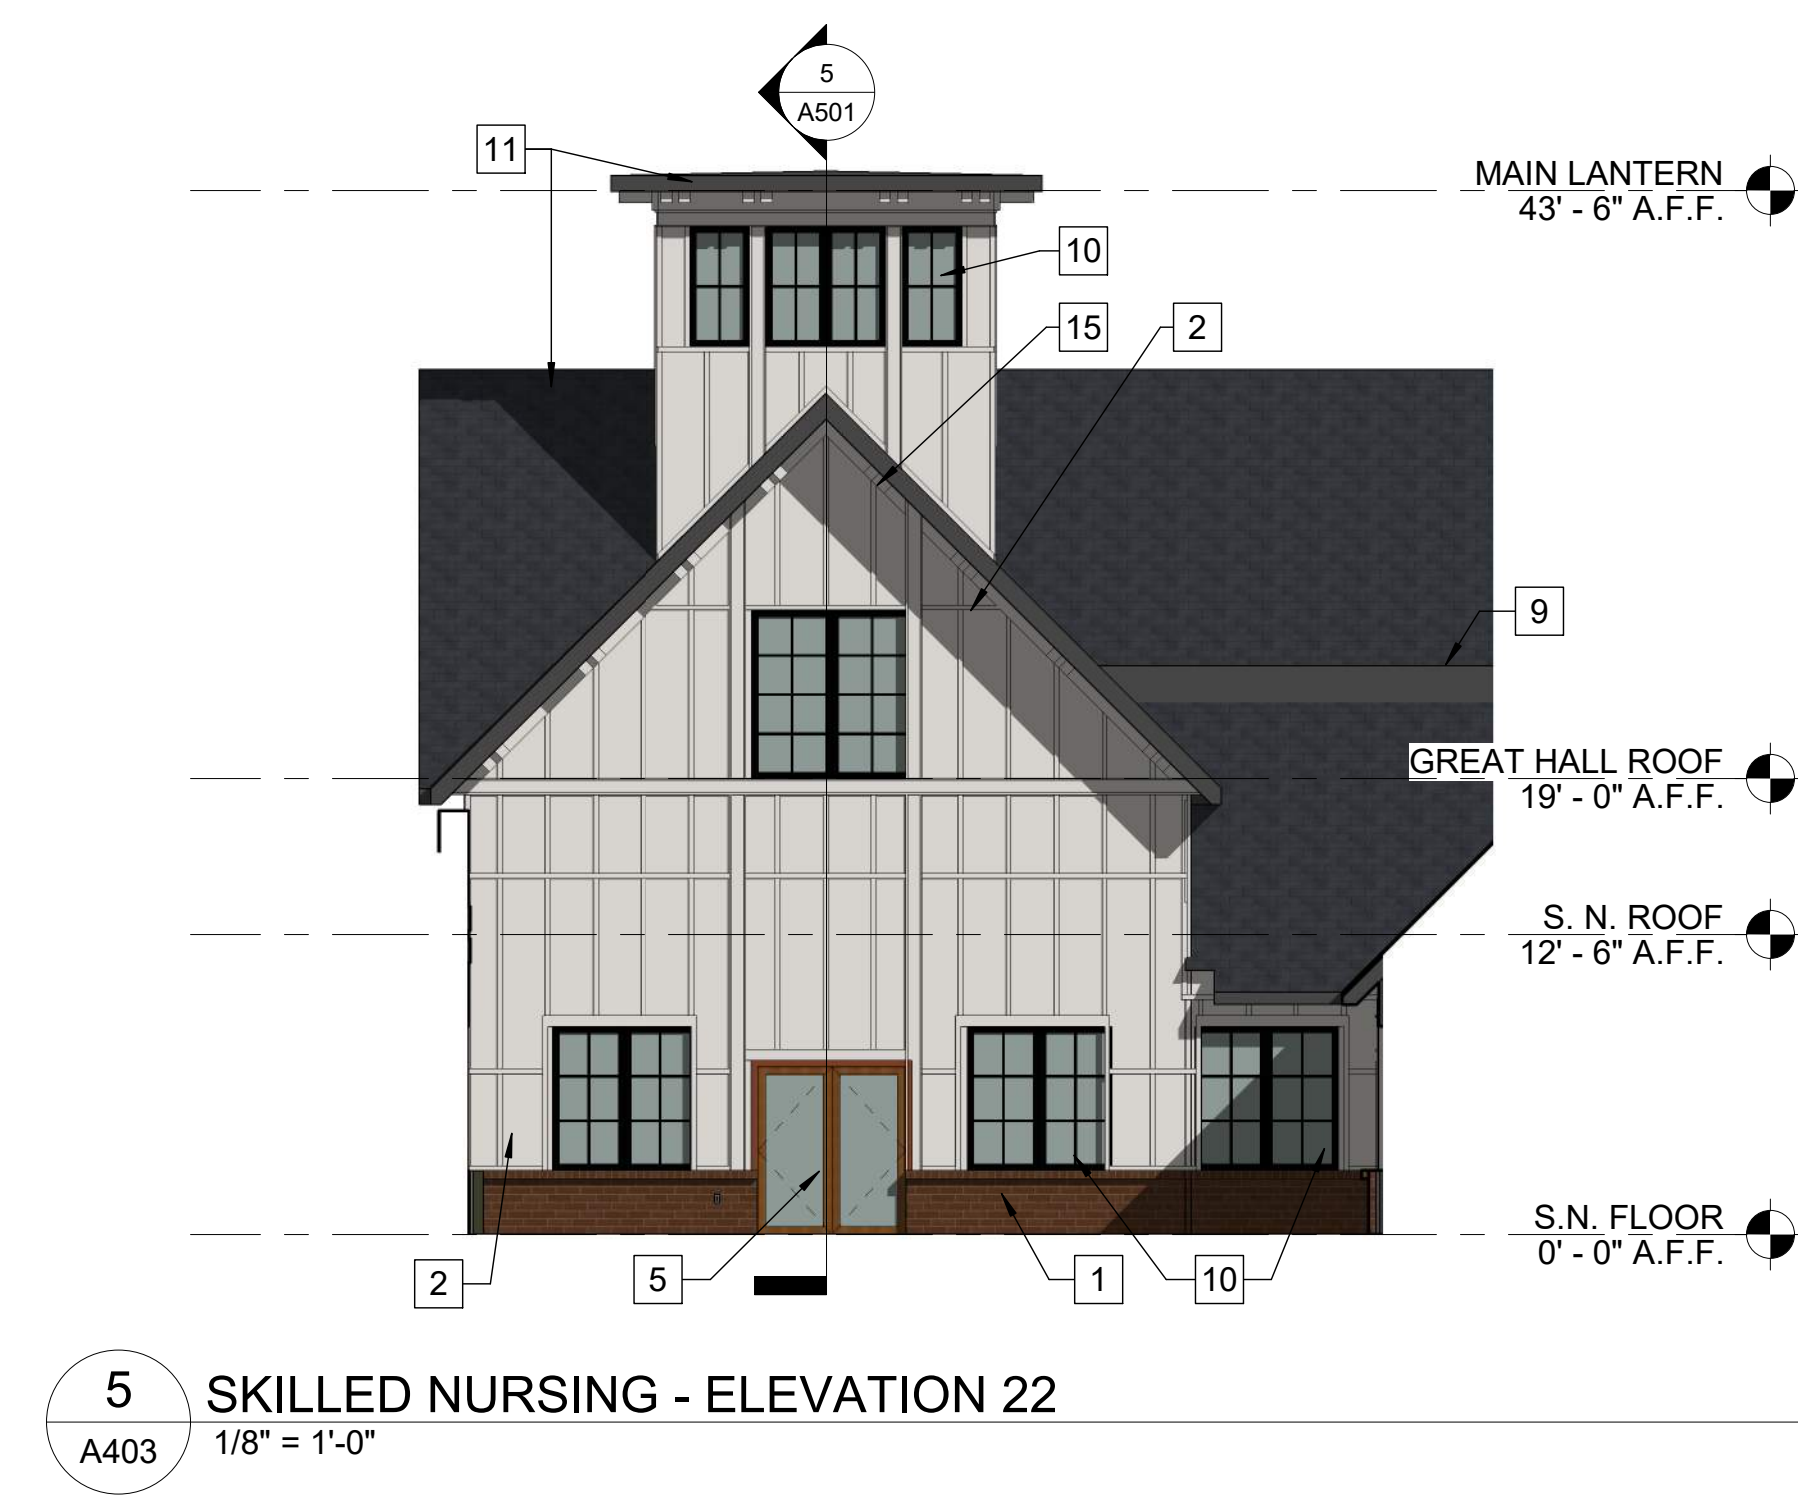 5
A501
11
MAIN LANTERN
43' - 6" A.F.F.
10
15
2
9
GREAT HALL ROOF
19' - 0" A.F.F.
S. N. ROOF
12' - 6" A.F.F.
S.N. FLOOR
0' - 0" A.F.F.
2
5
1
10
5
A403
SKILLED NURSING - ELEVATION 22
1/8" = 1'-0"